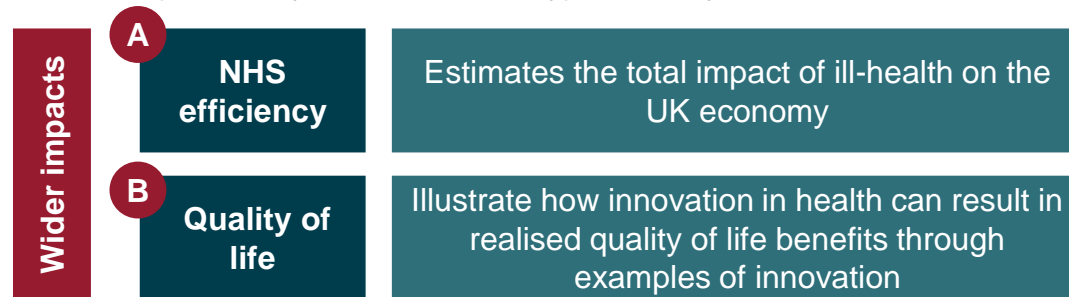 Wider impacts
A
NHS
efficiency
Estimates the total impact of ill-health on the
UK economy
B
Quality of
life
Illustrate how innovation in health can result in
realised quality of life benefits through
examples of innovation